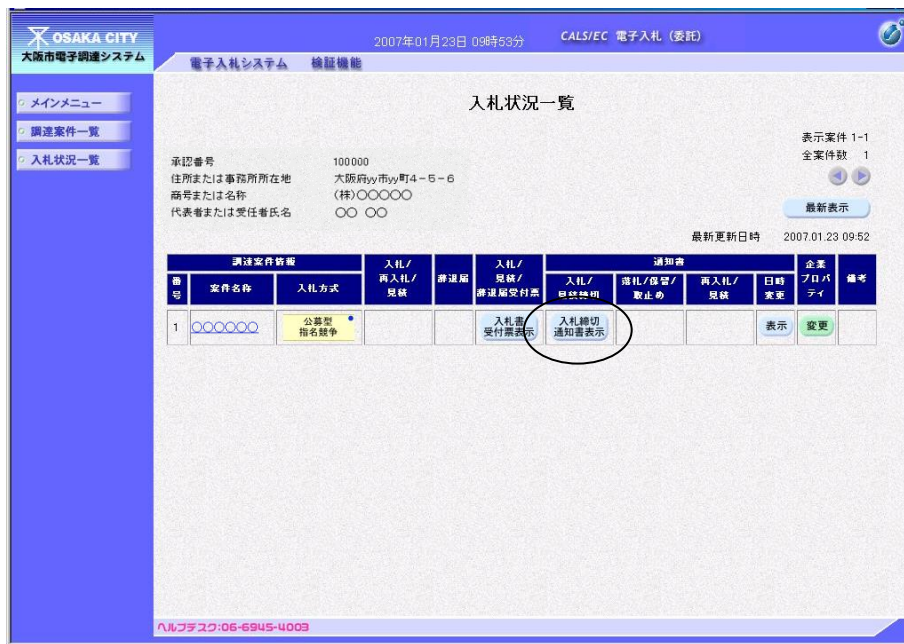 OSAKA CITY
大阪市電子調達システム
2007年01月23日 09時53分
CALS/EC 電子入札（委託）
電子入札システム 検証機能
メインメニュー
調達案件一覧
入札状況一覧
入札状況一覧
表示案件 1-1
全案件数 1
承認番号 100000
住所または事務所所在地 大阪府yy市yy町4－5－6
商号または名称 (株)○○○○○
代表者または受任者氏名 ○○ ○○
最新表示
最新更新日時 2007.01.23 09:52
調達案件情報
通知書
番号
案件名称
入札方式
入札/
再入札/
見積
辞退届
入札/
見積/
辞退届受付票
入札/
見積締切
落札/保留/
取止め
再入札/
見積
日時
変更
企業
プロパ
ティ
備考
1
○○○○○○
公募型
指名競争
入札書
受付票表示
入札締切
通知書表示
表示
変更
ヘルプデスク:06-6945-4003